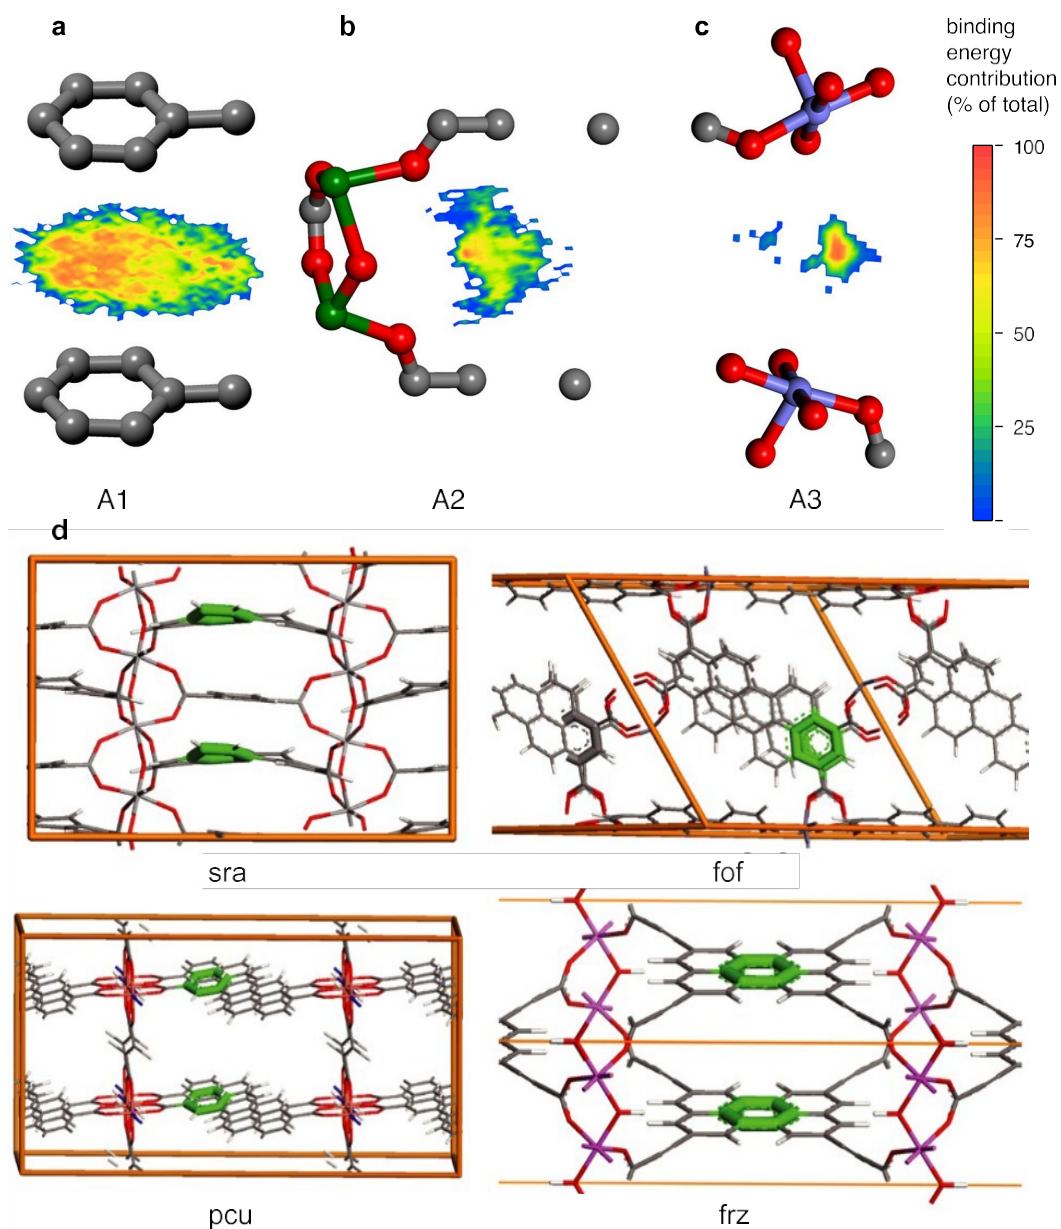 a
b
c
binding
energy
contribution
(% of total)
100
75
50
25
A1
A2
A3
d
sra
fof
pcu
frz